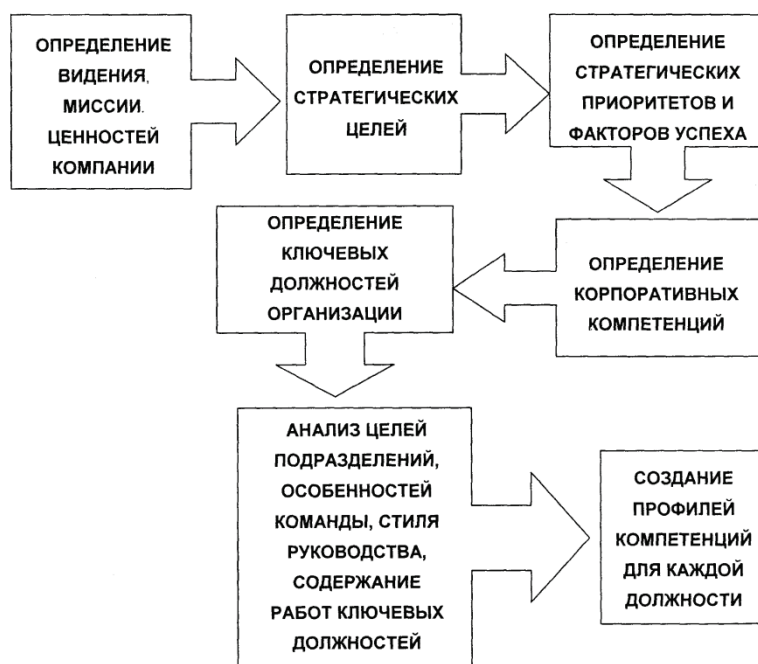 ОПРЕДЕЛЕНИЕ
ВИДЕНИЯ,
МИССИИ.
ЦЕННОСТЕЙ
КОМПАНИИ
ОПРЕДЕЛЕНИЕ
СТРАТЕГИЧЕСКИХ
ЦЕЛЕЙ
ОПРЕДЕЛЕНИЕ
СТРАТЕГИЧЕСКИХ
ПРИОРИТЕТОВ И
ФАКТОРОВ УСПЕХА
ОПРЕДЕЛЕНИЕ
КОРПОРАТИВНЫХ
КОМПЕТЕНЦИЙ
ОПРЕДЕЛЕНИЕ
КЛЮЧЕВЫХ
ДОЛЖНОСТЕЙ
ОРГАНИЗАЦИИ
АНАЛИЗ ЦЕЛЕЙ
ПОДРАЗДЕЛЕНИЙ,
ОСОБЕННОСТЕЙ
КОМАНДЫ, СТИЛЯ
РУКОВОДСТВА,
СОДЕРЖАНИЕ
РАБОТ КЛЮЧЕВЫХ
ДОЛЖНОСТЕЙ
СОЗДАНИЕ
ПРОФИЛЕЙ
КОМПЕТЕНЦИЙ
ДЛЯ КАЖДОЙ
ДОЛЖНОСТИ